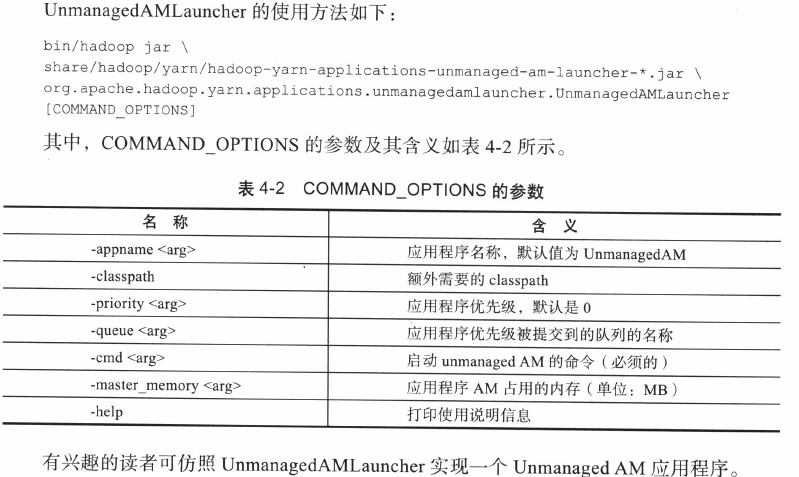 UnmanagedAMLauncher 的使用方法如下：
bin/hadoop jar \
share/hadoop/yarn/hadoop-yarn-applications-unmanaged-am-launcher-*.jar \
org.apache.hadoop.yarn.applications.unmanagedamlauncher.UnmanagedAMLauncher
[COMMAND_OPTIONS]
其中，COMMAND_OPTIONS 的参数及其含义如表 4-2 所示。
表 4-2 COMMAND_OPTIONS 的参数
名 称 含 义
-appname <arg> 应用程序名称，默认值为 UnmanagedAM
-classpath 额外需要的 classpath
-priority <arg> 应用程序优先级，默认是 0
-queue <arg> 应用程序优先级被提交到的队列的名称
-cmd <arg> 启动 unmanaged AM 的命令（必须的）
-master_memory <arg> 应用程序 AM 占用的内存（单位：MB）
-help 打印使用说明信息
有兴趣的读者可仿照 UnmanagedAMLauncher 实现一个 Unmanaged AM 应用程序。